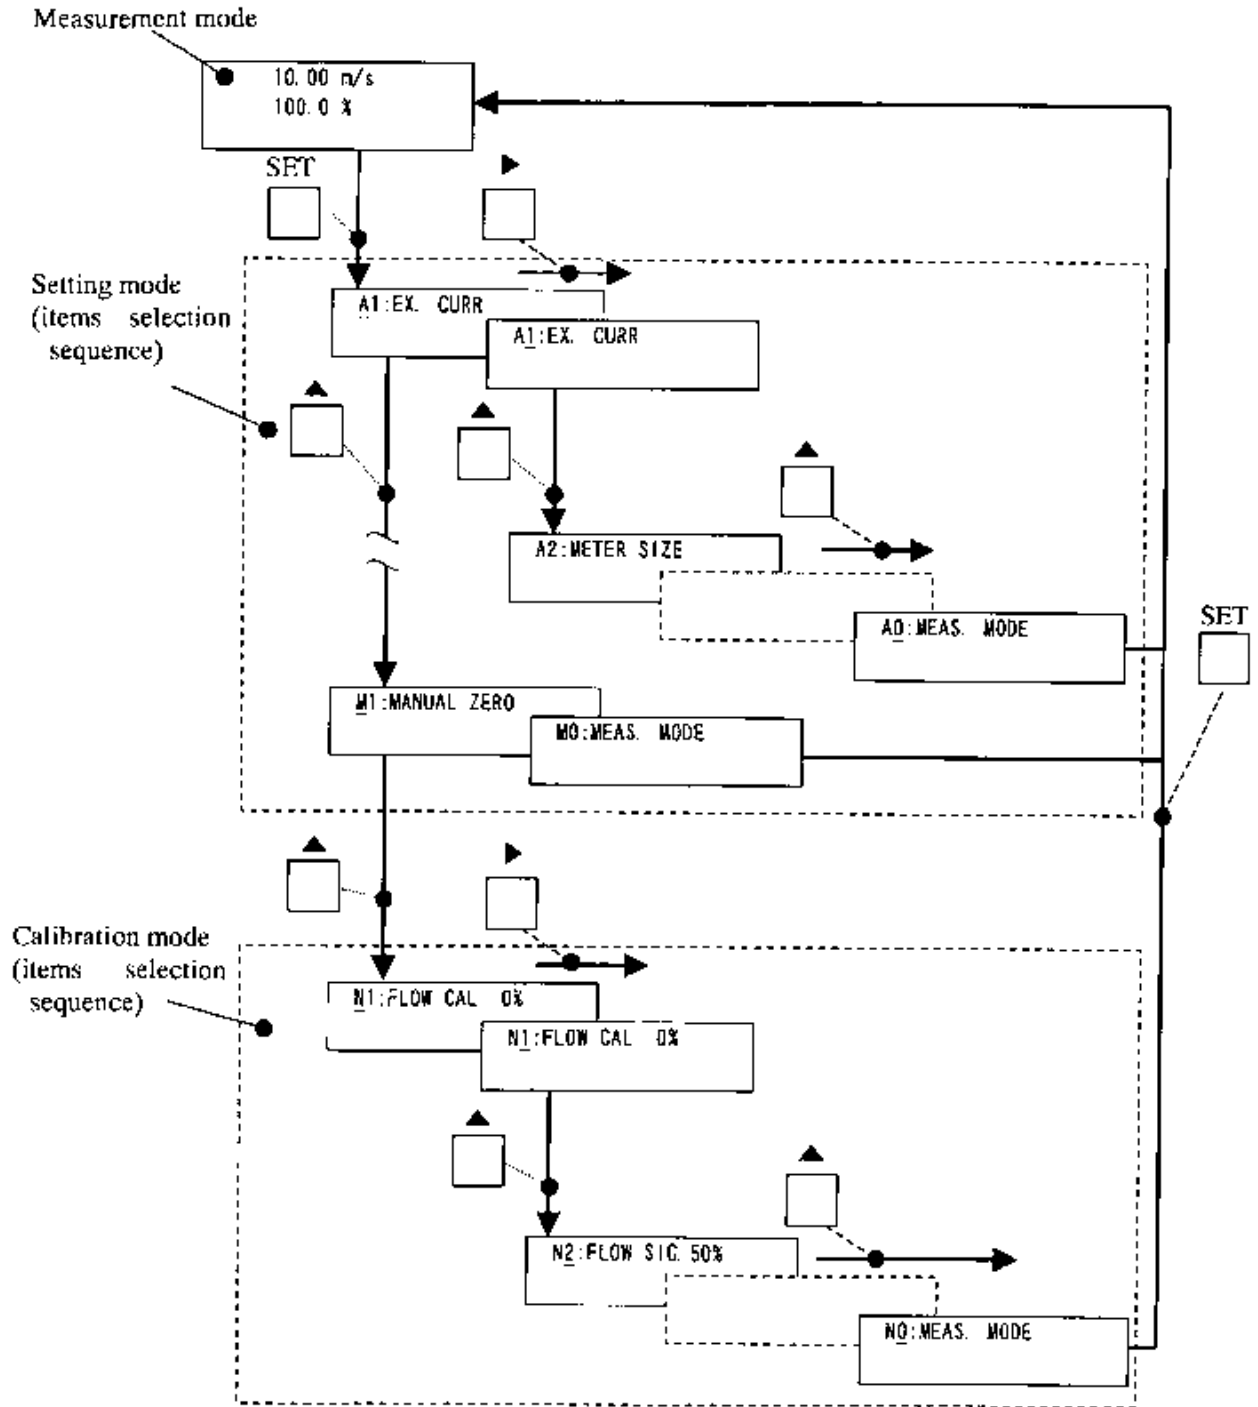 Measurement mode
10.00 m/s
100.0 %
SET
Setting mode
(items selection
sequence)
A1:EX. CURR
A1:EX. CURR
A2:METER SIZE
A0:MEAS. MODE
SET
M1:MANUAL ZERO
M0:MEAS. MODE
Calibration mode
(items selection
sequence)
N1:FLOW CAL 0%
N1:FLOW CAL 0%
N2:FLOW SIG. 50%
N0:MEAS. MODE